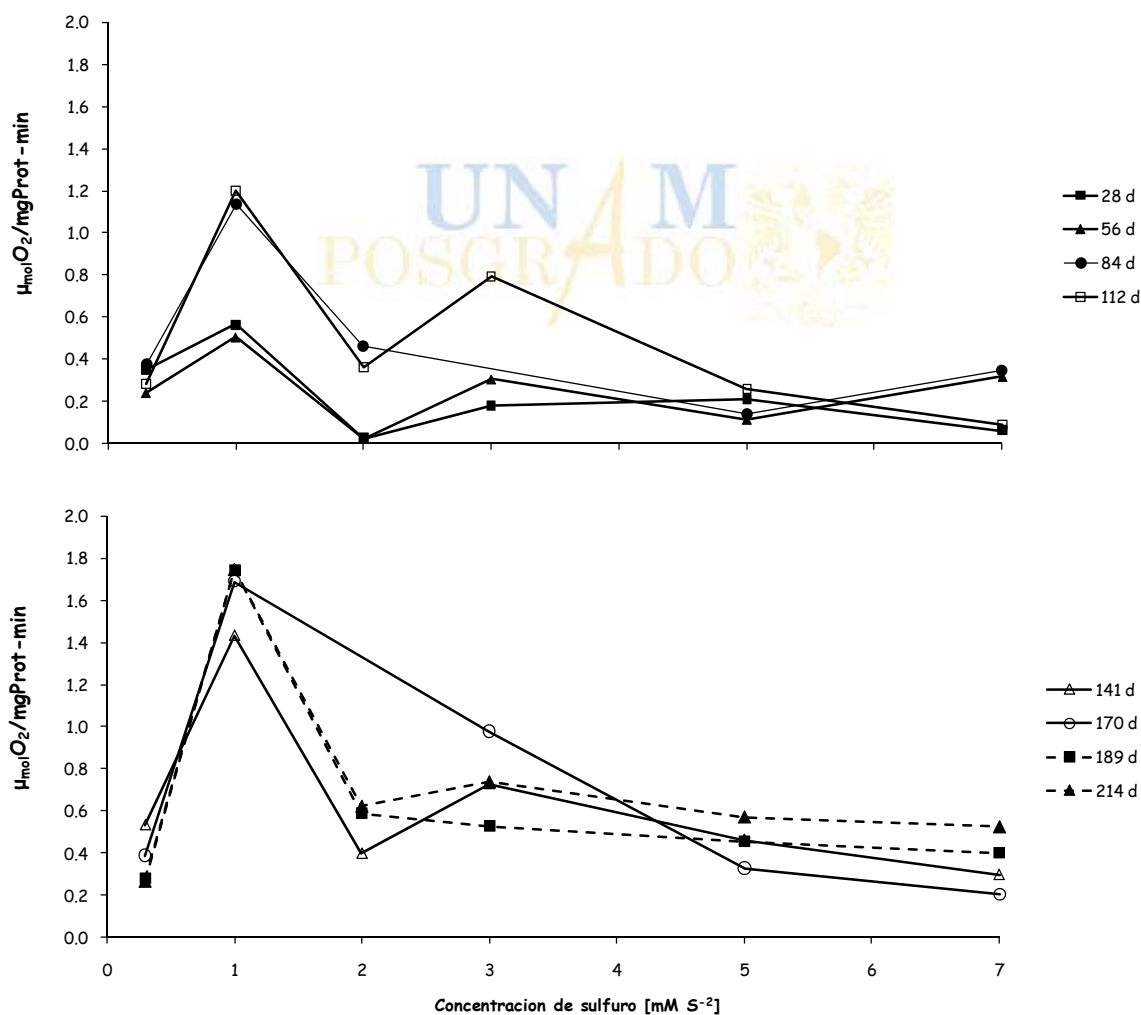 2.0
1.8
1.6
1.4
1.2
1.0
0.8
0.6
0.4
0.2
0.0
μmolO2/mgProt-min
UNAM
POSGRADO
28 d
56 d
84 d
112 d
2.0
1.8
1.6
1.4
1.2
1.0
0.8
0.6
0.4
0.2
0.0
μmolO2/mgProt-min
141 d
170 d
189 d
214 d
0 1 2 3 4 5 6 7
Concentracion de sulfuro [mM S-2]